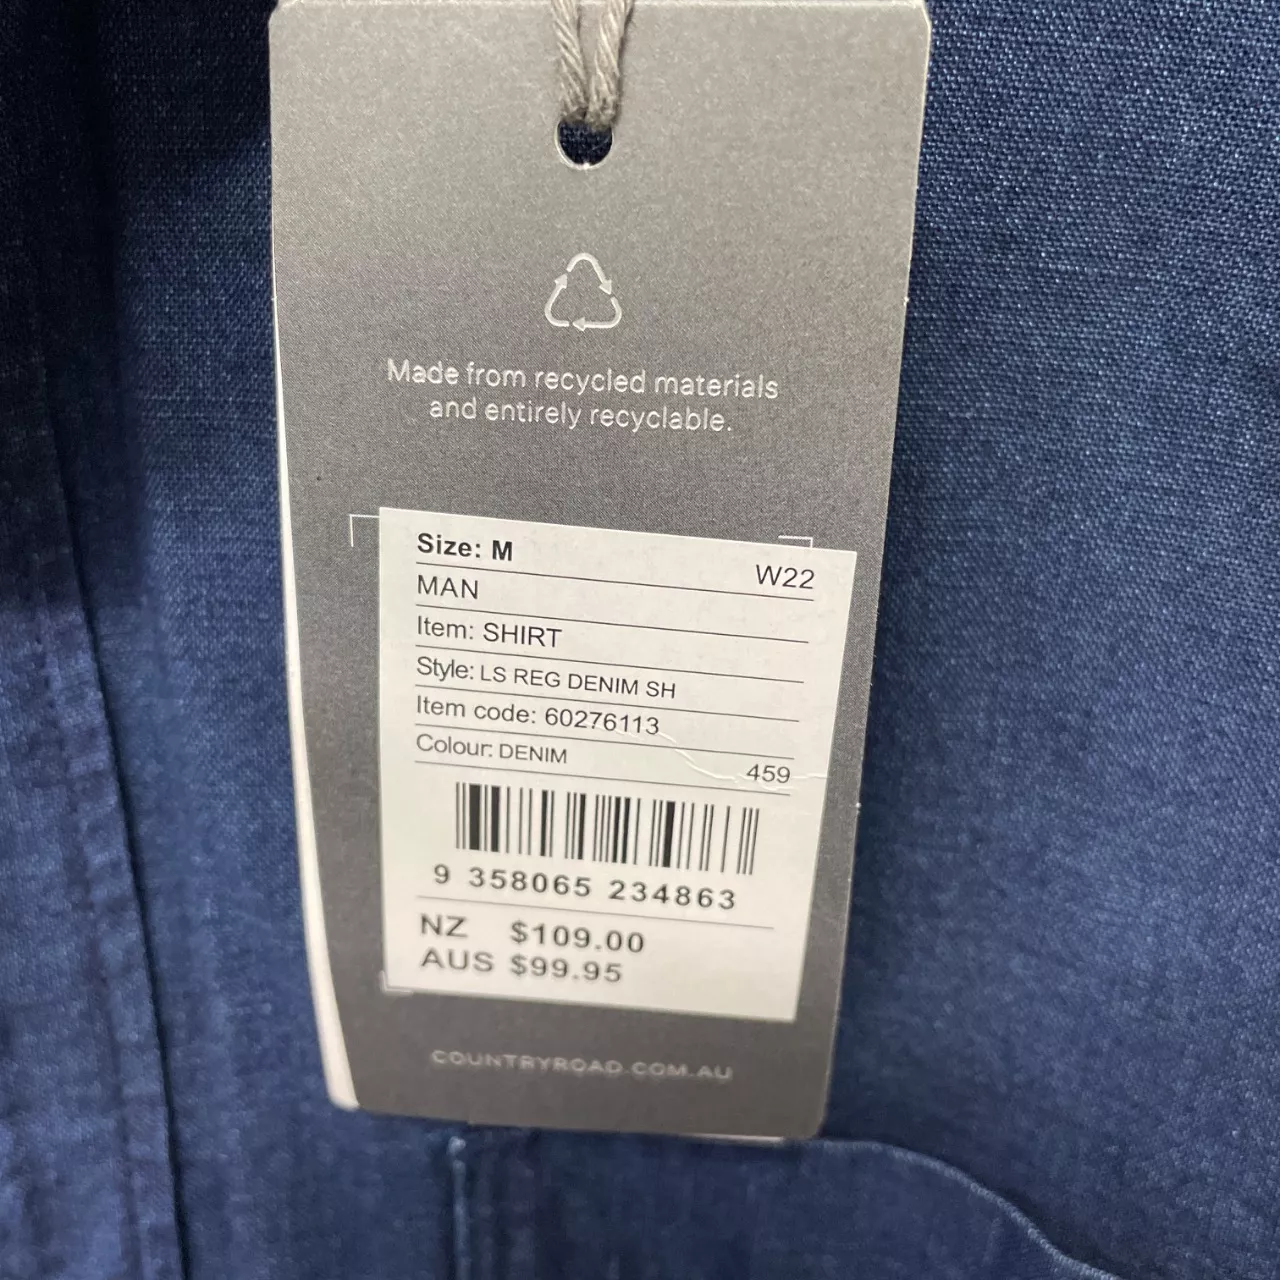 Made from recycled materials
and entirely recyclable.
Size: M
W22
MAN
Item: SHIRT
Style: LS REG DENIM SH
Item code: 60276113
Colour: DENIM
459
9 358065 234863
NZ $109.00
AUS $99.95
COUNTRYROAD.COM.AU